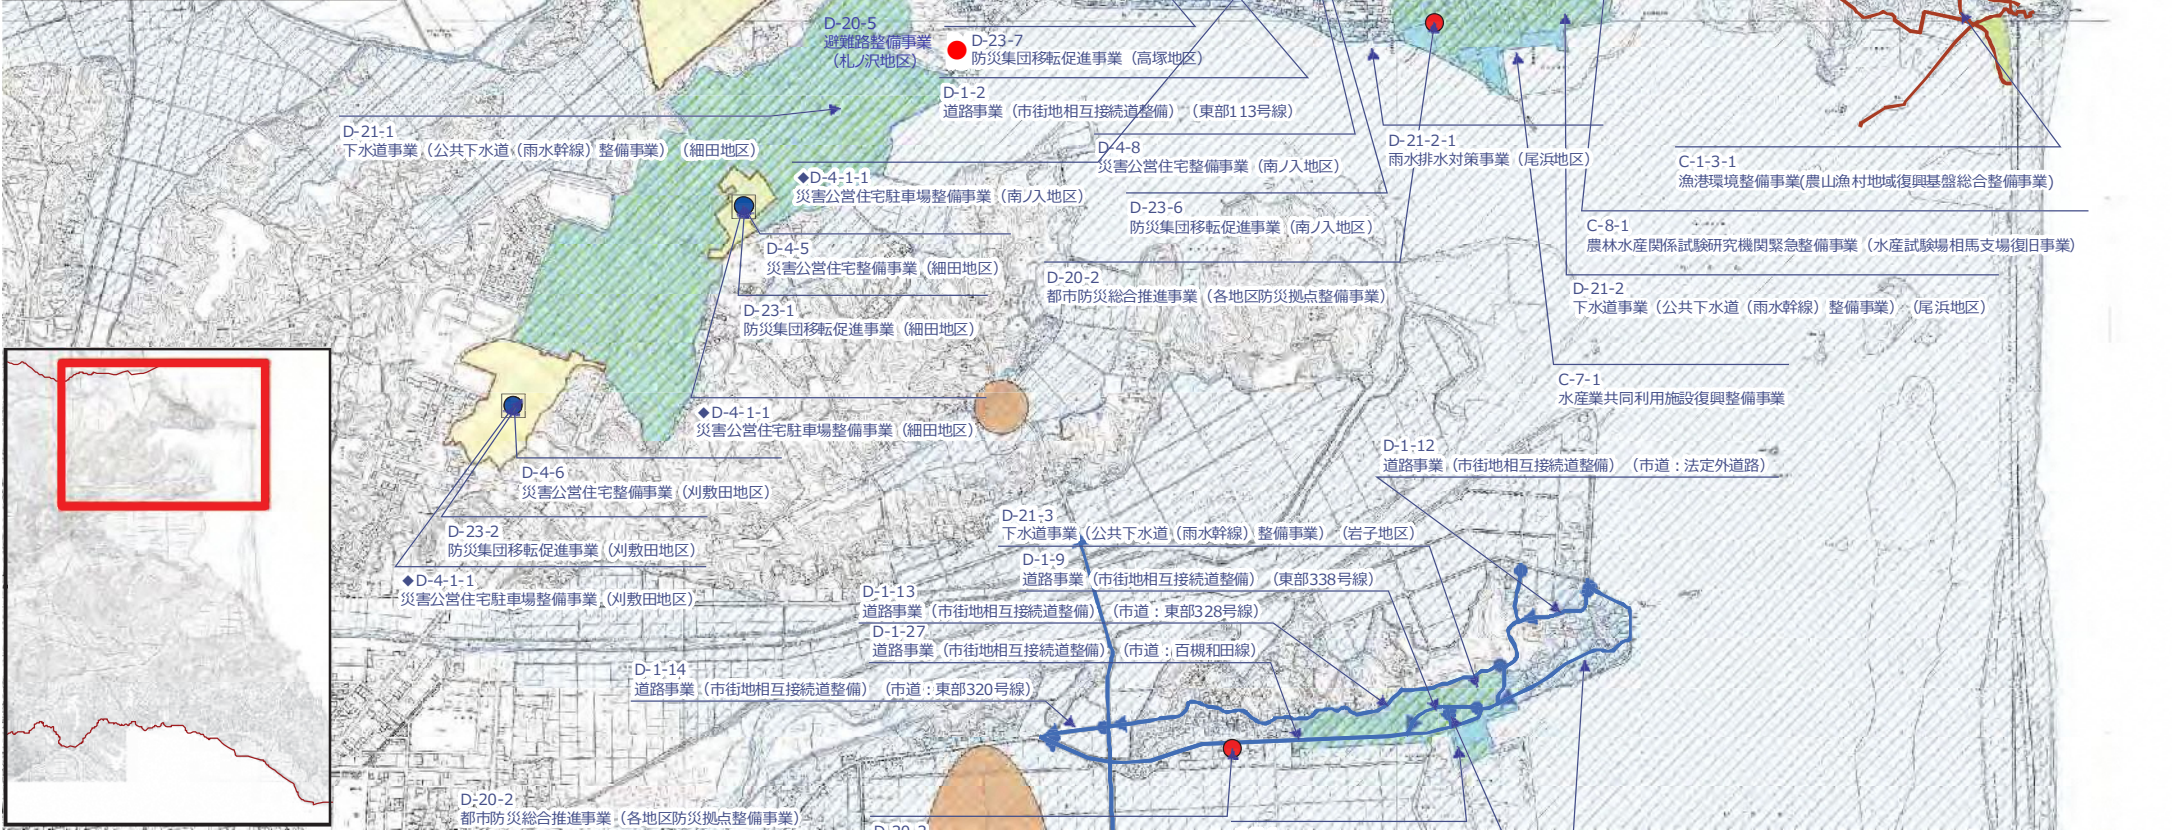 D-20-5
避難路整備事業
（札ノ沢地区）
D-23-7
防災集団移転促進事業（高塚地区）
D-1-2
道路事業（市街地相互接続道整備）（東部113号線）
D-21-1
下水道事業（公共下水道（雨水幹線）整備事業）（細田地区）
D-4-8
災害公営住宅整備事業（南ノ入地区）
D-21-2-1
雨水排水対策事業（尾浜地区）
C-1-3-1
漁港環境整備事業(農山漁村地域復興基盤総合整備事業)
◆D-4-1-1
災害公営住宅駐車場整備事業（南ノ入地区）
D-23-6
防災集団移転促進事業（南ノ入地区）
C-8-1
農林水産関係試験研究機関緊急整備事業（水産試験場相馬支場復旧事業）
D-4-5
災害公営住宅整備事業（細田地区）
D-20-2
都市防災総合推進事業（各地区防災拠点整備事業）
D-21-2
下水道事業（公共下水道（雨水幹線）整備事業）（尾浜地区）
D-23-1
防災集団移転促進事業（細田地区）
C-7-1
水産業共同利用施設復興整備事業
◆D-4-1-1
災害公営住宅駐車場整備事業（細田地区）
D-1-12
道路事業（市街地相互接続道整備）（市道：法定外道路）
D-4-6
災害公営住宅整備事業（刈敷田地区）
D-21-3
下水道事業（公共下水道（雨水幹線）整備事業）（岩子地区）
D-23-2
防災集団移転促進事業（刈敷田地区）
D-1-9
道路事業（市街地相互接続道整備）（東部338号線）
◆D-4-1-1
災害公営住宅駐車場整備事業（刈敷田地区）
D-1-13
道路事業（市街地相互接続道整備）（市道：東部328号線）
D-1-27
道路事業（市街地相互接続道整備）（市道：百槻和田線）
D-1-14
道路事業（市街地相互接続道整備）（市道：東部320号線）
D-20-2
都市防災総合推進事業（各地区防災拠点整備事業）